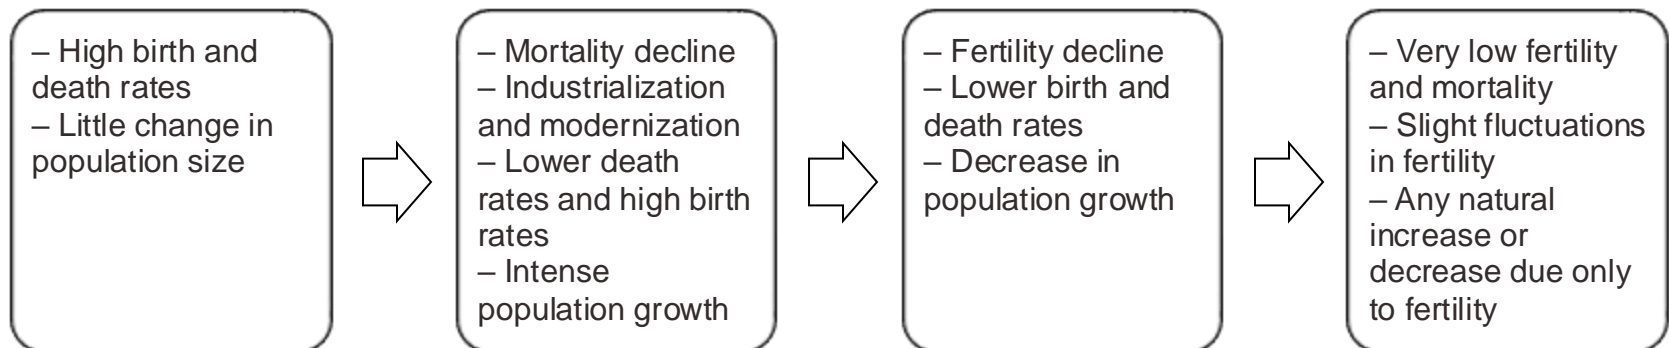 – High birth and
death rates
– Little change in
population size
– Mortality decline
– Industrialization
and modernization
– Lower death
rates and high birth
rates
– Intense
population growth
– Fertility decline
– Lower birth and
death rates
– Decrease in
population growth
– Very low fertility
and mortality
– Slight fluctuations
in fertility
– Any natural
increase or
decrease due only
to fertility